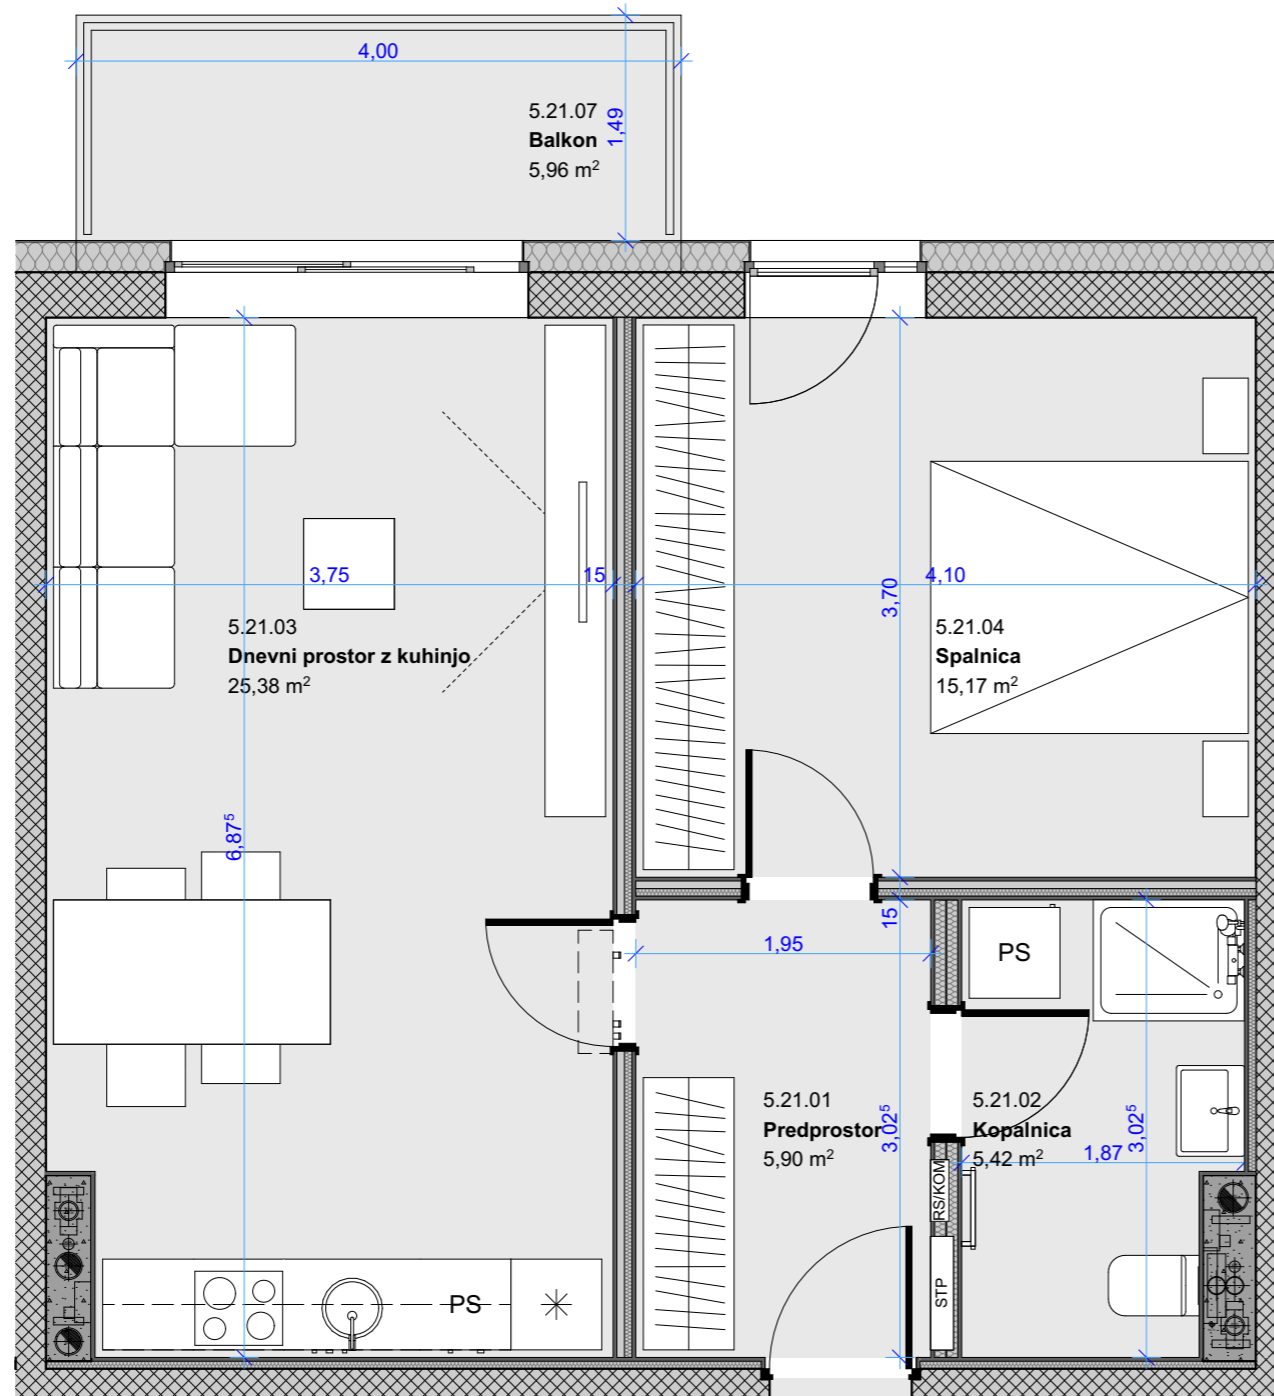 4,00
5.21.07
Balkon
5,96 m²
1,49
3,75
15
4,10
3,70
5.21.03
Dnevni prostor z kuhinjo
25,38 m²
5.21.04
Spalnica
15,17 m²
6,87⁵
15
1,95
PS
5.21.01
Predprostor
5,90 m²
3,02⁵
5.21.02
Kopalnica
5,42 m²
1,87
3,02⁵
RS/KOM
STP
PS